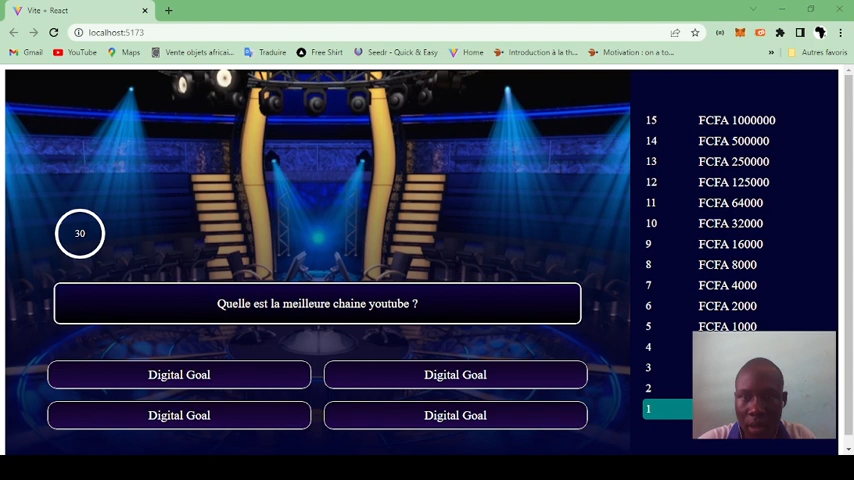 Vite + React
localhost:5173
Gmail
YouTube
Maps
Vente objets africai...
Traduire
Free Shirt
Seedr - Quick & Easy
Home
Introduction à la th...
Motivation : on a to...
»
Autres favoris
15 FCFA 1000000
14 FCFA 500000
13 FCFA 250000
12 FCFA 125000
11 FCFA 64000
10 FCFA 32000
9 FCFA 16000
8 FCFA 8000
7 FCFA 4000
6 FCFA 2000
5 FCFA 1000
4
3
2
1
30
Quelle est la meilleure chaine youtube ?
Digital Goal
Digital Goal
Digital Goal
Digital Goal